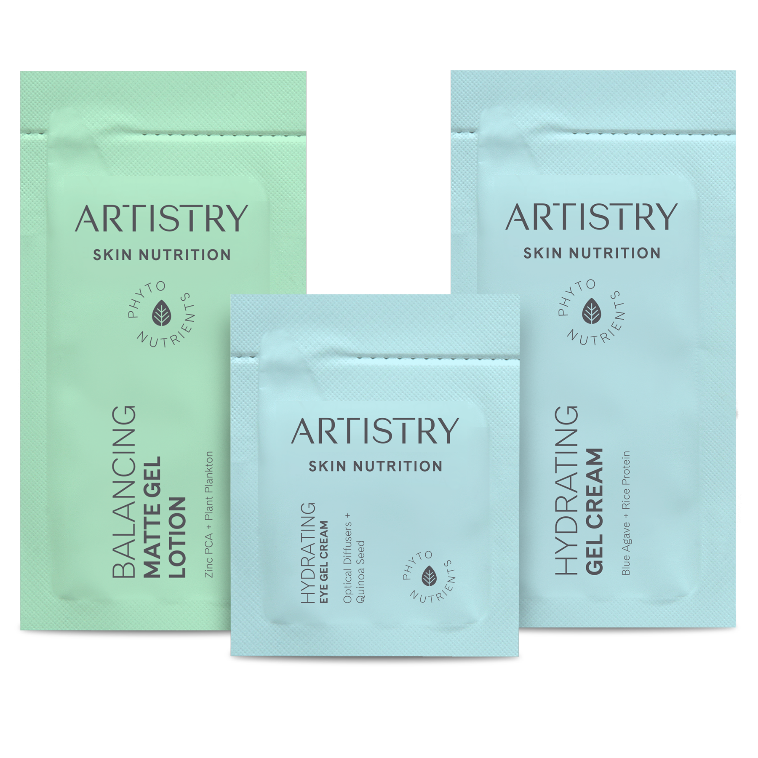 ARTISTRY
SKIN NUTRITION
PHYTO
NUTRIENTS
BALANCING
MATTE GEL
LOTION
Zinc PCA + Plant Plankton
ARTISTRY
SKIN NUTRITION
HYDRATING
EYE GEL CREAM
Optical Diffusers +
Quinoa Seed
PHYTO
NUTRIENTS
ARTISTRY
SKIN NUTRITION
PHYTO
NUTRIENTS
HYDRATING
GEL CREAM
Blue Agave + Rice Protein